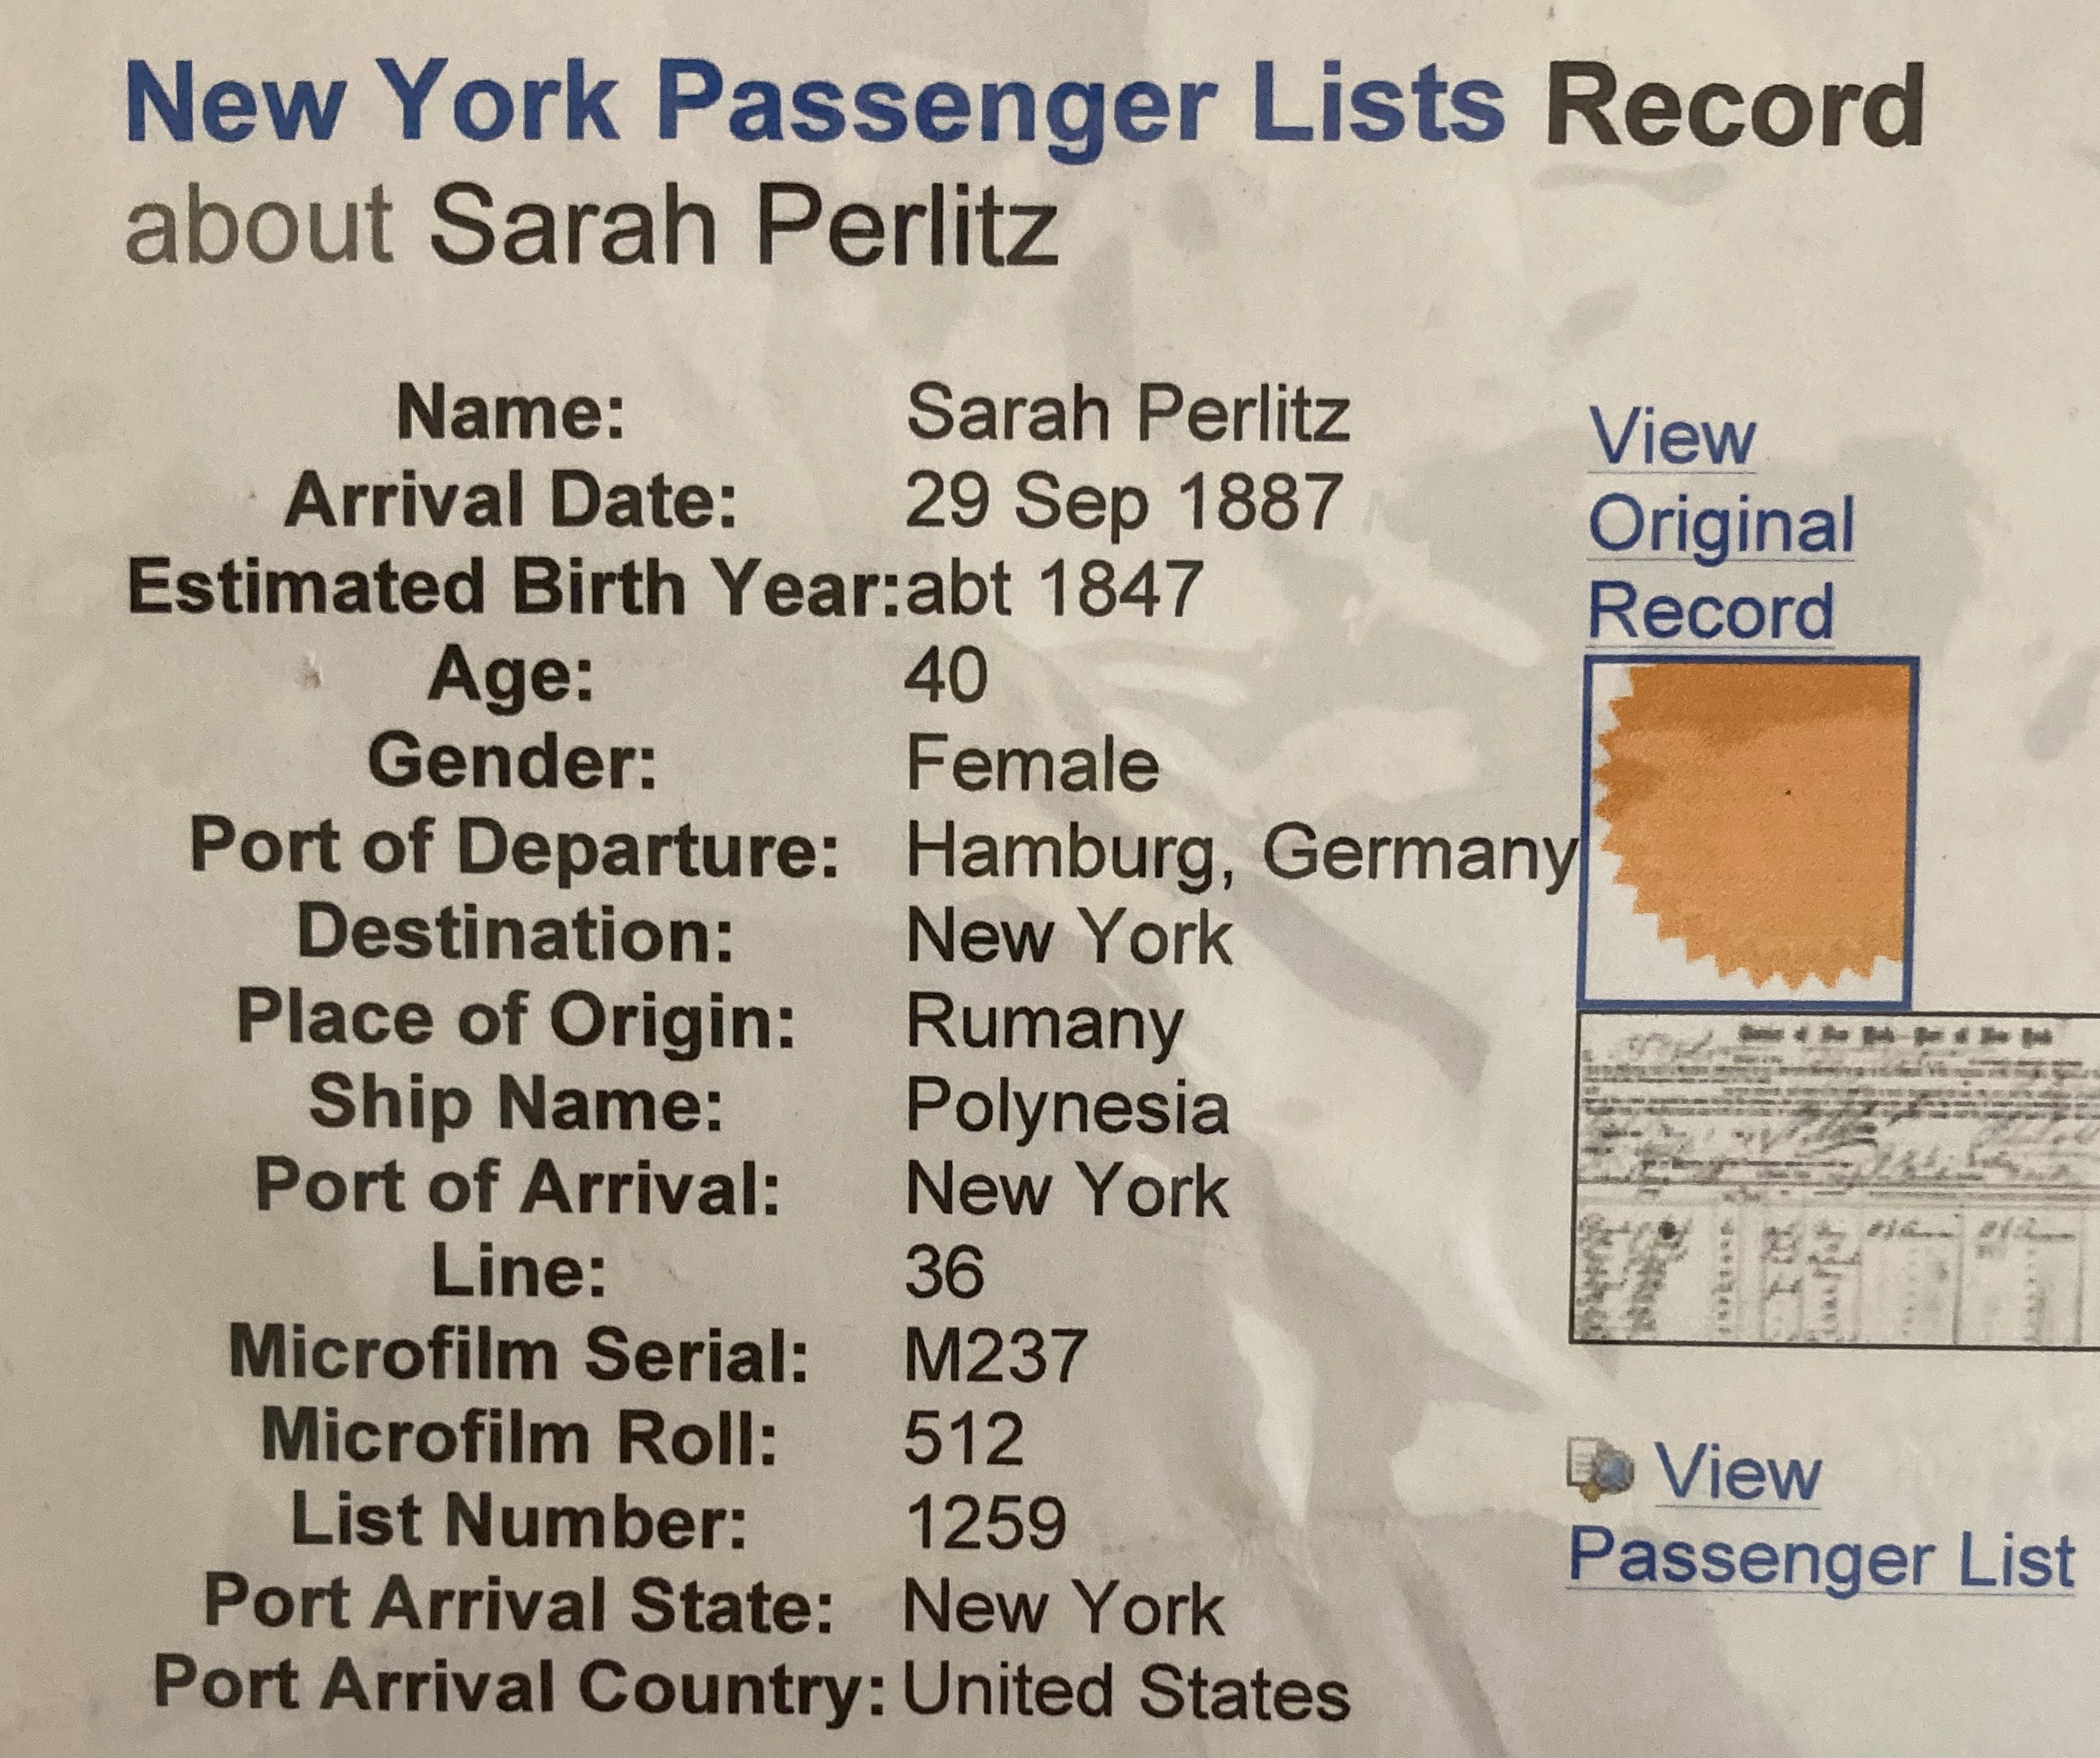 New York Passenger Lists Record
about Sarah Perlitz
Name: Sarah Perlitz
Arrival Date: 29 Sep 1887
Estimated Birth Year: abt 1847
Age: 40
Gender: Female
Port of Departure: Hamburg, Germany
Destination: New York
Place of Origin: Rumany
Ship Name: Polynesia
Port of Arrival: New York
Line: 36
Microfilm Serial: M237
Microfilm Roll: 512
List Number: 1259
Port Arrival State: New York
Port Arrival Country: United States
View
Original
Record
View
Passenger List